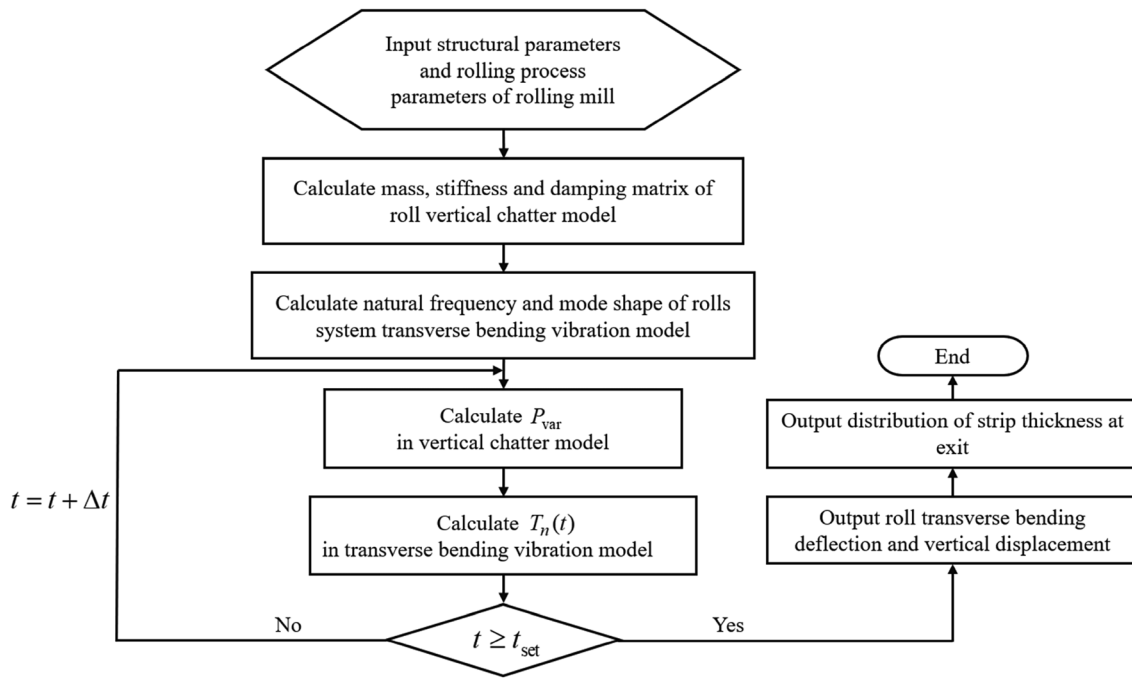 Input structural parameters
and rolling process
parameters of rolling mill
Calculate mass, stiffness and damping matrix of
roll vertical chatter model
Calculate natural frequency and mode shape of rolls
system transverse bending vibration model
Calculate P_var
in vertical chatter model
Calculate T_n(t)
in transverse bending vibration model
t ≥ t_set
No
t = t + Δt
Yes
Output roll transverse bending
deflection and vertical displacement
Output distribution of strip thickness at
exit
End